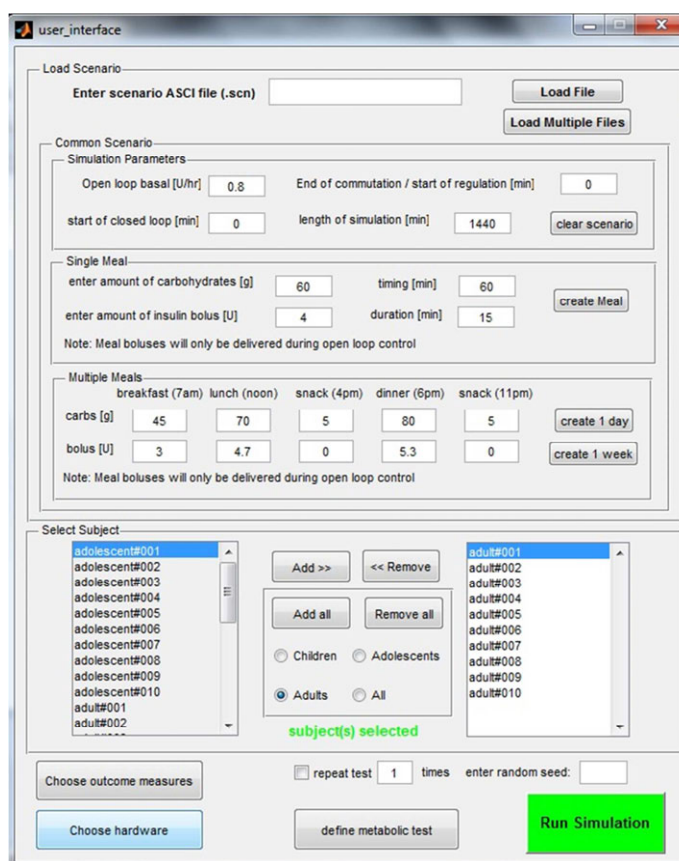 user_interface
Load Scenario
Enter scenario ASCI file (.scn)
Load File
Load Multiple Files
Common Scenario
Simulation Parameters
Open loop basal [U/hr] 0.8 End of commutation / start of regulation [min] 0
start of closed loop [min] 0 length of simulation [min] 1440 clear scenario
Single Meal
enter amount of carbohydrates [g] 60 timing [min] 60
create Meal
enter amount of insulin bolus [U] 4 duration [min] 15
Note: Meal boluses will only be delivered during open loop control
Multiple Meals
breakfast (7am) lunch (noon) snack (4pm) dinner (6pm) snack (11pm)
carbs [g] 45 70 5 80 5 create 1 day
bolus [U] 3 4.7 0 5.3 0 create 1 week
Note: Meal boluses will only be delivered during open loop control
Select Subject
adolescent#001
adolescent#002
adolescent#003
adolescent#004
adolescent#005
adolescent#006
adolescent#007
adolescent#008
adolescent#009
adolescent#010
adult#001
adult#002
Add >> << Remove
Add all Remove all
Children Adolescents
Adults All
subject(s) selected
adult#001
adult#002
adult#003
adult#004
adult#005
adult#006
adult#007
adult#008
adult#009
adult#010
Choose outcome measures
repeat test 1 times enter random seed:
Choose hardware
define metabolic test
Run Simulation